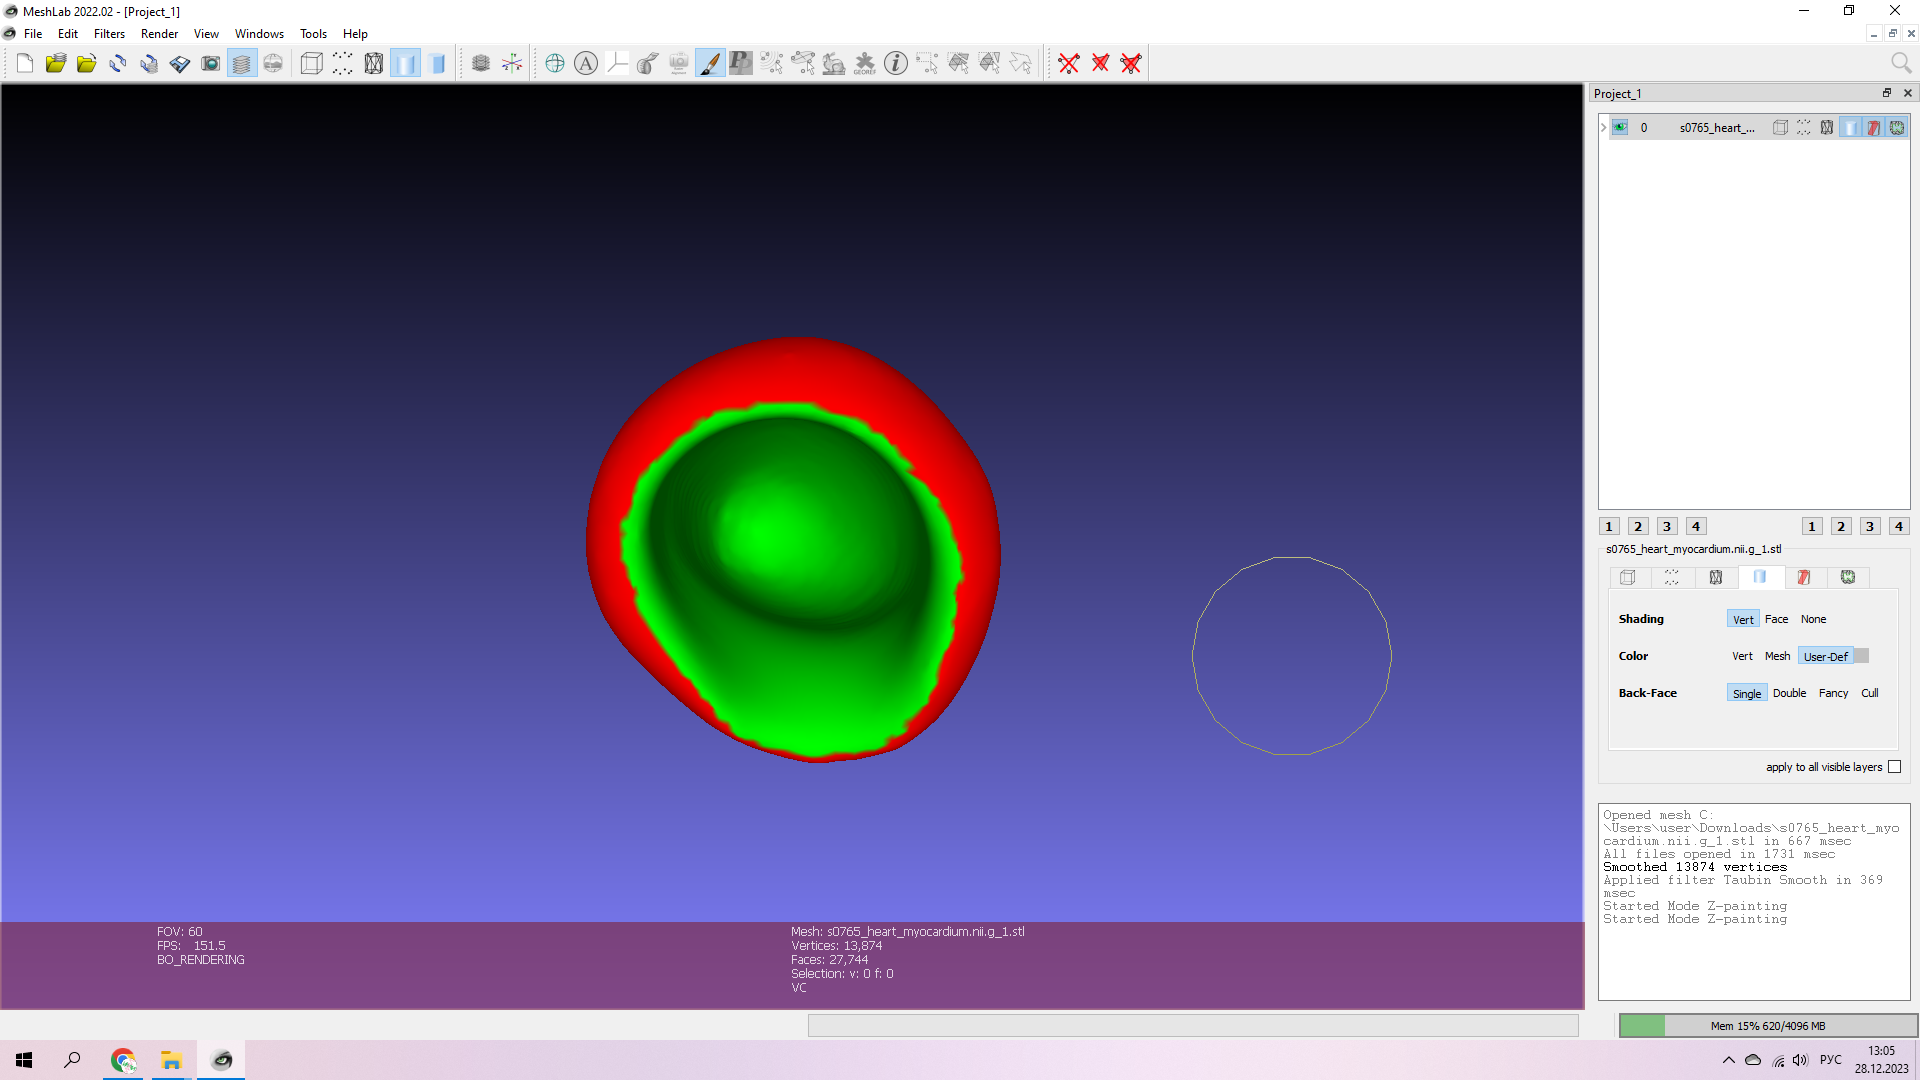 MeshLab 2022.02 - [Project_1]
File Edit Filters Render View Windows Tools Help
Project_1
0 s0765_heart_...
1 2 3 4 1 2 3 4
s0765_heart_myocardium.nii.g_1.stl
Shading Vert Face None
Color Vert Mesh User-Def
Back-Face Single Double Fancy Cull
apply to all visible layers
Opened mesh C:
\Users\user\Downloads\s0765_heart_myo
cardium.nii.g_1.stl in 667 msec
All files opened in 1731 msec
Smoothed 13874 vertices
Applied filter Taubin Smooth in 369
msec
Started Mode Z-painting
Started Mode Z-painting
FOV: 60
FPS: 151.5
BO_RENDERING
Mesh: s0765_heart_myocardium.nii.g_1.stl
Vertices: 13,874
Faces: 27,744
Selection: v: 0 f: 0
VC
Mem 15% 620/4096 MB
РУС
13:05
28.12.2023